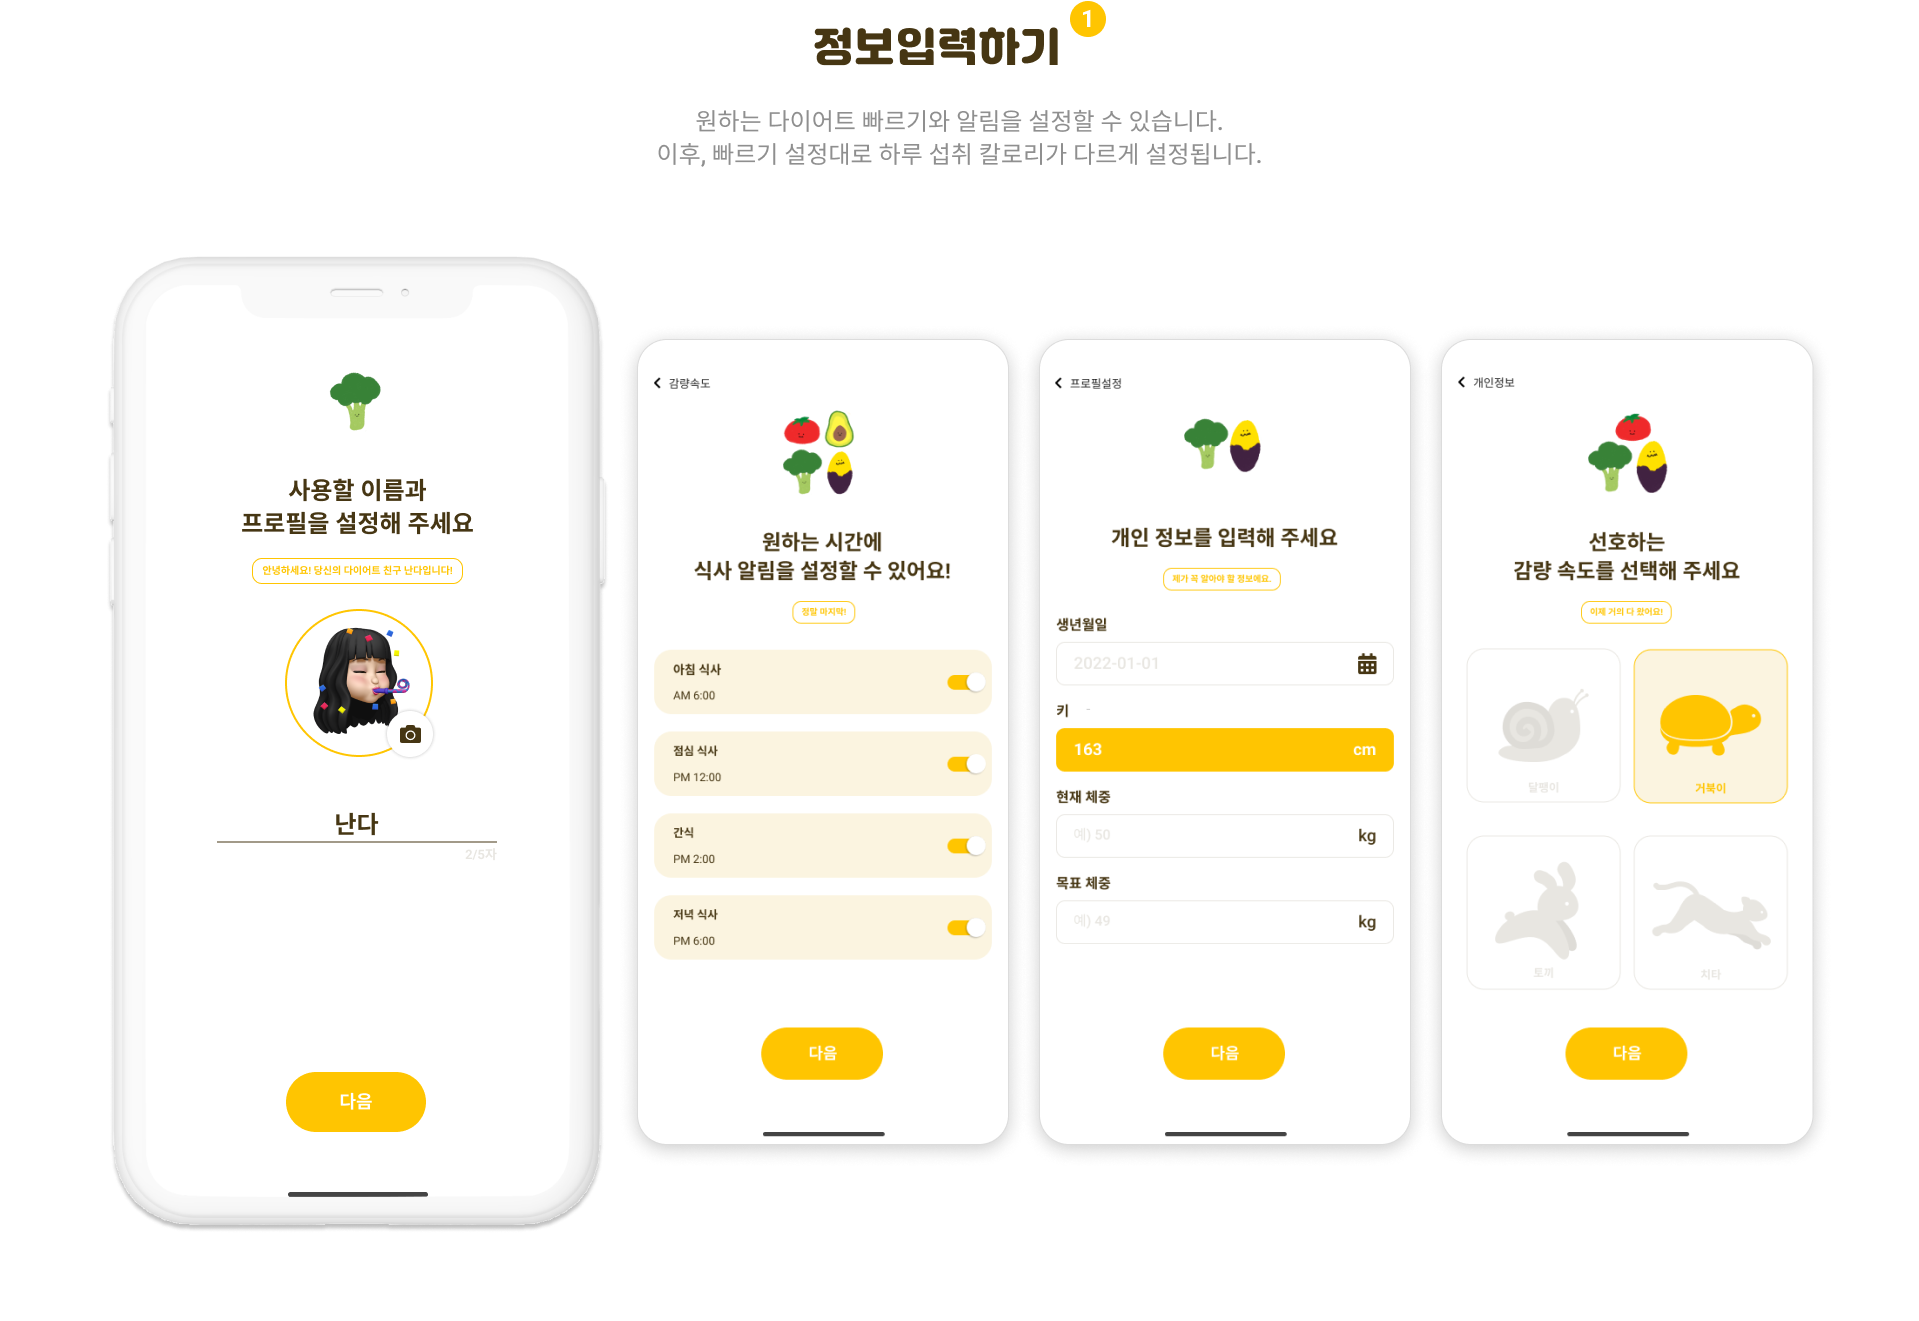 정보입력하기
1
원하는 다이어트 빠르기와 알림을 설정할 수 있습니다.
이후, 빠르기 설정대로 하루 섭취 칼로리가 다르게 설정됩니다.
사용할 이름과
프로필을 설정해 주세요
안녕하세요! 당신의 다이어트 친구 난다입니다!
난다
2/5자
다음
감량속도
원하는 시간에
식사 알림을 설정할 수 있어요!
정말 마지막!
아침 식사
AM 6:00
점심 식사
PM 12:00
간식
PM 2:00
저녁 식사
PM 6:00
다음
프로필설정
개인 정보를 입력해 주세요
제가 꼭 알아야 할 정보에요.
생년월일
2022-01-01
키 -
163 cm
현재 체중
예) 50 kg
목표 체중
예) 49 kg
다음
개인정보
선호하는
감량 속도를 선택해 주세요
이제 거의 다 왔어요!
달팽이
거북이
토끼
치타
다음